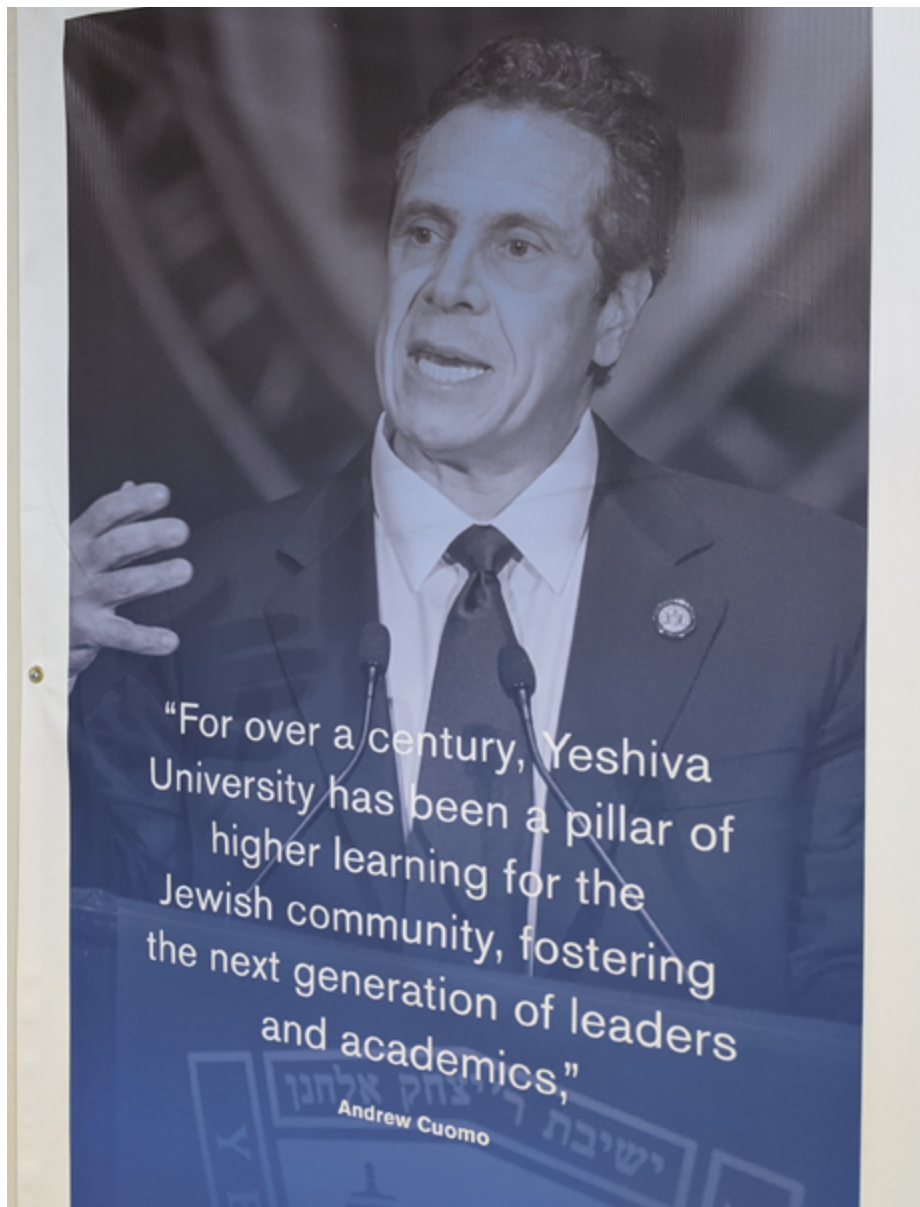 “For over a century, Yeshiva
University has been a pillar of
higher learning for the
Jewish community, fostering
the next generation of leaders
and academics,”
Andrew Cuomo
ישיבת ר' יצחק אלחנן
Y
E